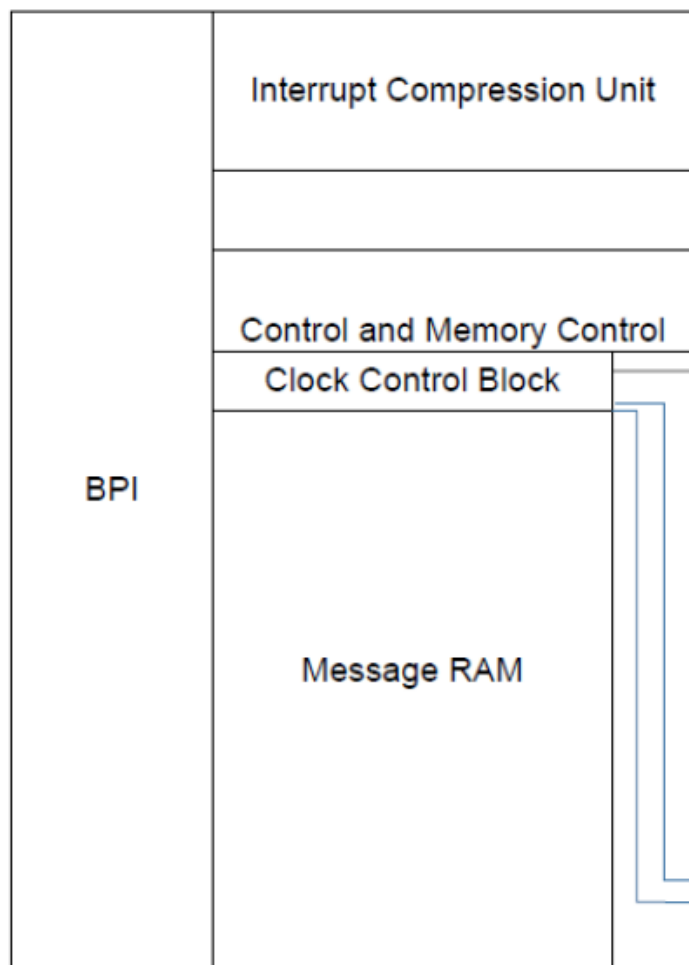 Interrupt Compression Unit
Control and Memory Control
Clock Control Block
BPI
Message RAM